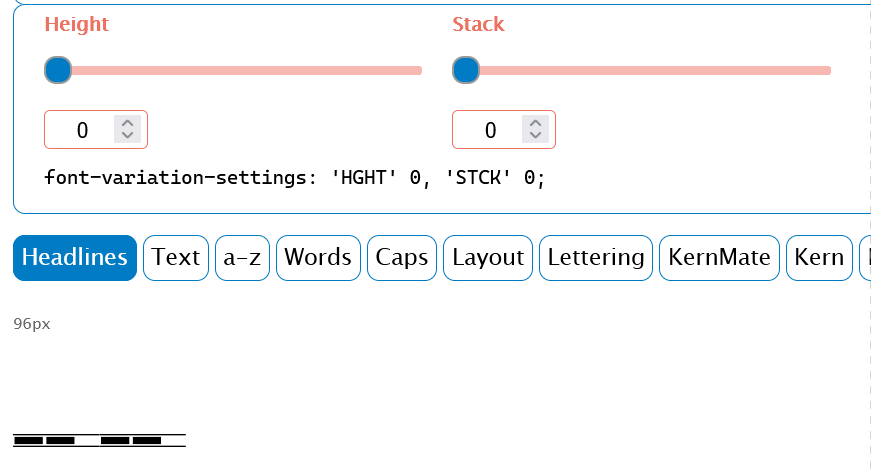 Height Stack
0 0
font-variation-settings: 'HGHT' 0, 'STCK' 0;
Headlines Text a-z Words Caps Layout Lettering KernMate Kern
96px